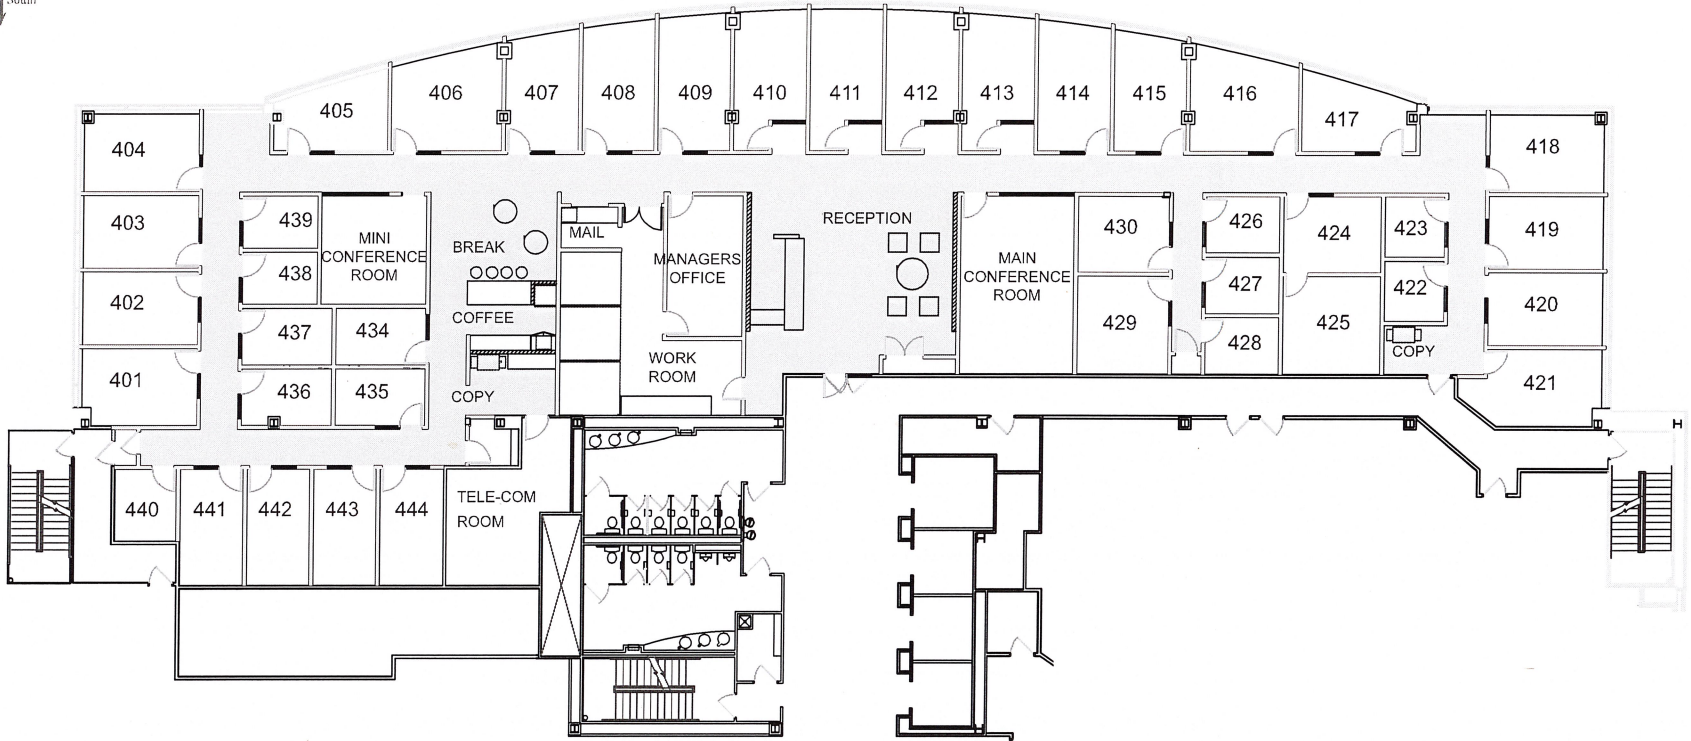 South
405
406
407
408
409
410
411
412
413
414
415
416
417
404
418
403
439
MINI
CONFERENCE
ROOM
BREAK
MAIL
MANAGERS
OFFICE
RECEPTION
MAIN
CONFERENCE
ROOM
430
426
424
423
419
402
438
COFFEE
427
422
420
437
434
WORK
ROOM
429
428
425
COPY
401
436
435
COPY
421
440
441
442
443
444
TELE-COM
ROOM